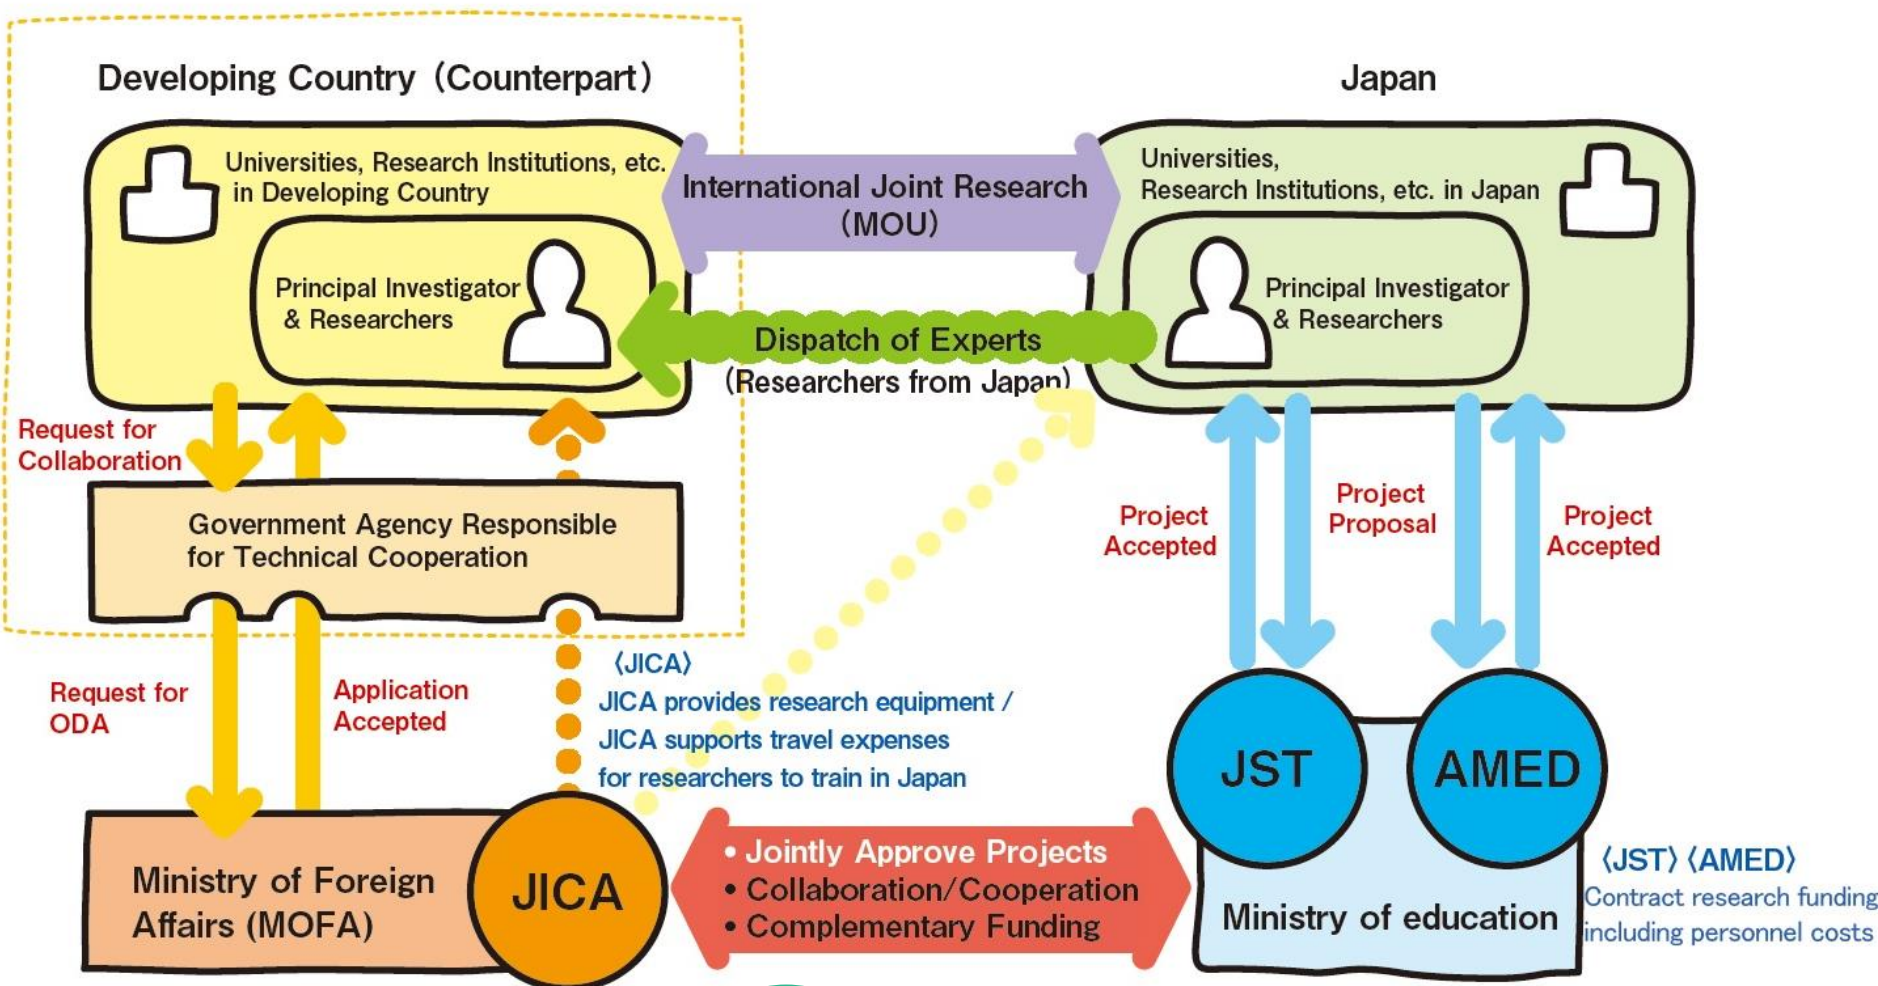 Developing Country (Counterpart)
Japan
Universities, Research Institutions, etc.
in Developing Country
Principal Investigator
& Researchers
International Joint Research
(MOU)
Universities,
Research Institutions, etc. in Japan
Principal Investigator
& Researchers
Dispatch of Experts
(Researchers from Japan)
Request for
Collaboration
Government Agency Responsible
for Technical Cooperation
Project
Accepted
Project
Proposal
Project
Accepted
Request for
ODA
Application
Accepted
〈JICA〉
JICA provides research equipment /
JICA supports travel expenses
for researchers to train in Japan
JST
AMED
Ministry of Foreign
Affairs (MOFA)
JICA
• Jointly Approve Projects
• Collaboration/Cooperation
• Complementary Funding
Ministry of education
〈JST〉〈AMED〉
Contract research funding
including personnel costs